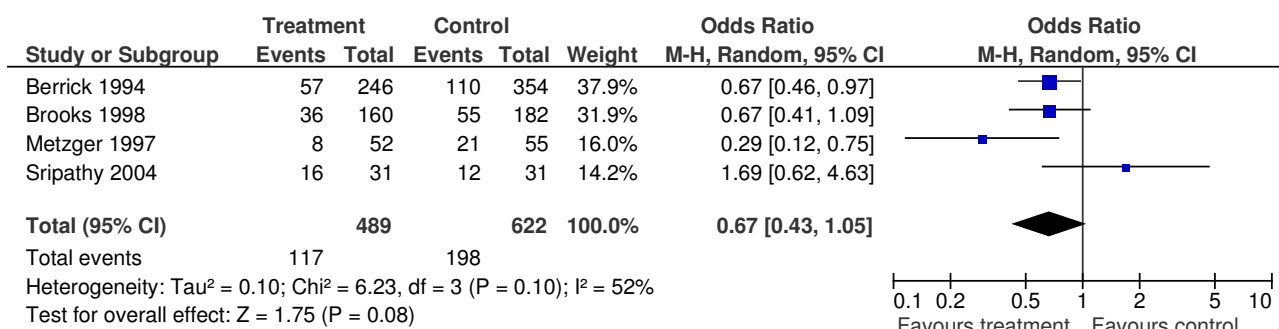 Treatment Control Odds Ratio Odds Ratio
Study or Subgroup Events Total Events Total Weight M-H, Random, 95% CI M-H, Random, 95% CI
Berrick 1994 57 246 110 354 37.9% 0.67 [0.46, 0.97]
Brooks 1998 36 160 55 182 31.9% 0.67 [0.41, 1.09]
Metzger 1997 8 52 21 55 16.0% 0.29 [0.12, 0.75]
Sripathy 2004 16 31 12 31 14.2% 1.69 [0.62, 4.63]
Total (95% CI) 489 622 100.0% 0.67 [0.43, 1.05]
Total events 117 198
Heterogeneity: Tau² = 0.10; Chi² = 6.23, df = 3 (P = 0.10); I² = 52%
Test for overall effect: Z = 1.75 (P = 0.08)
0.1 0.2 0.5 1 2 5 10
Favours treatment Favours control